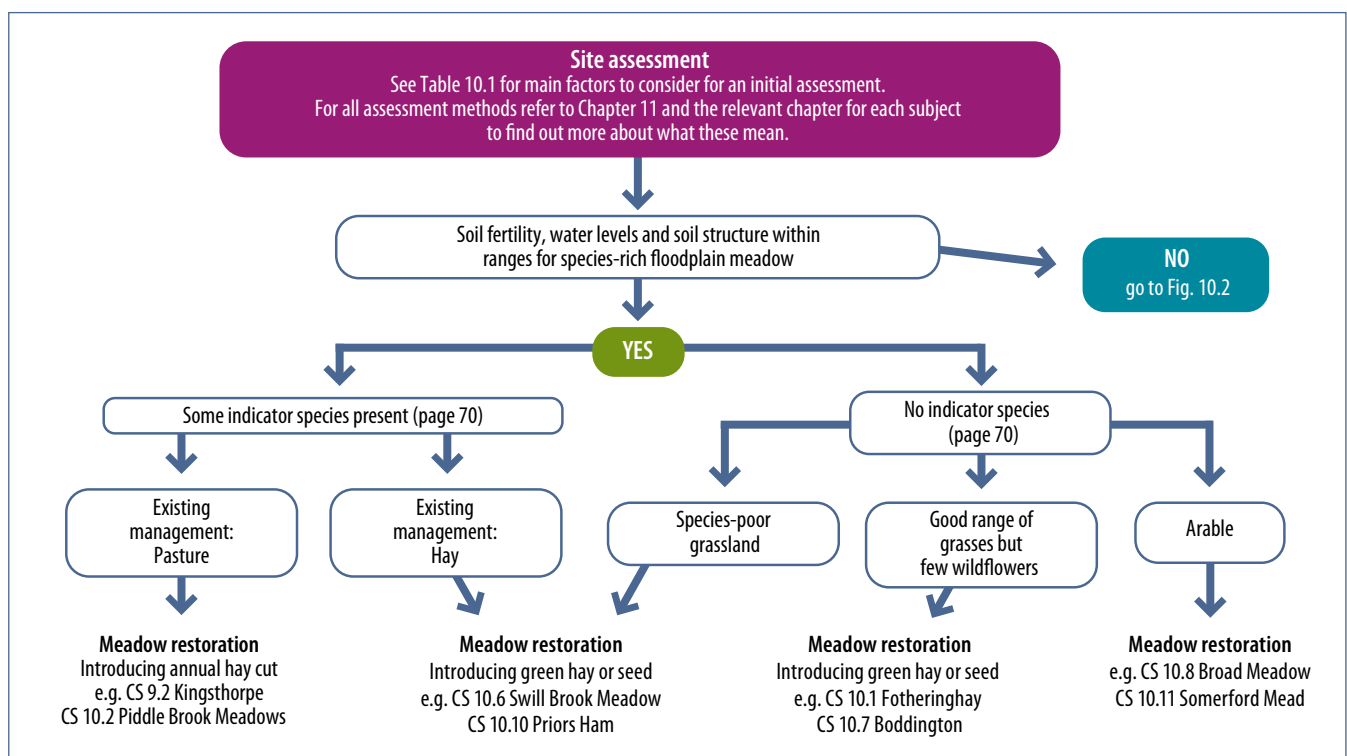 Site assessment
See Table 10.1 for main factors to consider for an initial assessment.
For all assessment methods refer to Chapter 11 and the relevant chapter for each subject
to find out more about what these mean.
Soil fertility, water levels and soil structure within
ranges for species-rich floodplain meadow
NO
go to Fig. 10.2
YES
Some indicator species present (page 70)
No indicator species
(page 70)
Existing
management:
Pasture
Existing
management:
Hay
Species-poor
grassland
Good range of
grasses but
few wildflowers
Arable
Meadow restoration
Introducing annual hay cut
e.g. CS 9.2 Kingsthorpe
CS 10.2 Piddle Brook Meadows
Meadow restoration
Introducing green hay or seed
e.g. CS 10.6 Swill Brook Meadow
CS 10.10 Priors Ham
Meadow restoration
Introducing green hay or seed
e.g. CS 10.1 Fotheringhay
CS 10.7 Boddington
Meadow restoration
e.g. CS 10.8 Broad Meadow
CS 10.11 Somerford Mead